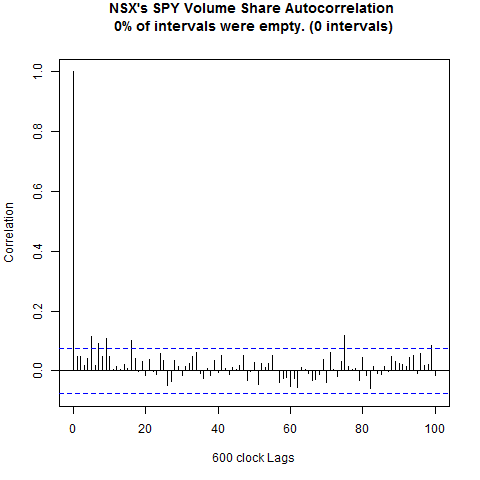 NSX's SPY Volume Share Autocorrelation
0% of intervals were empty. (0 intervals)
1.0
0.8
0.6
0.4
0.2
0.0
Correlation
0 20 40 60 80 100
600 clock Lags